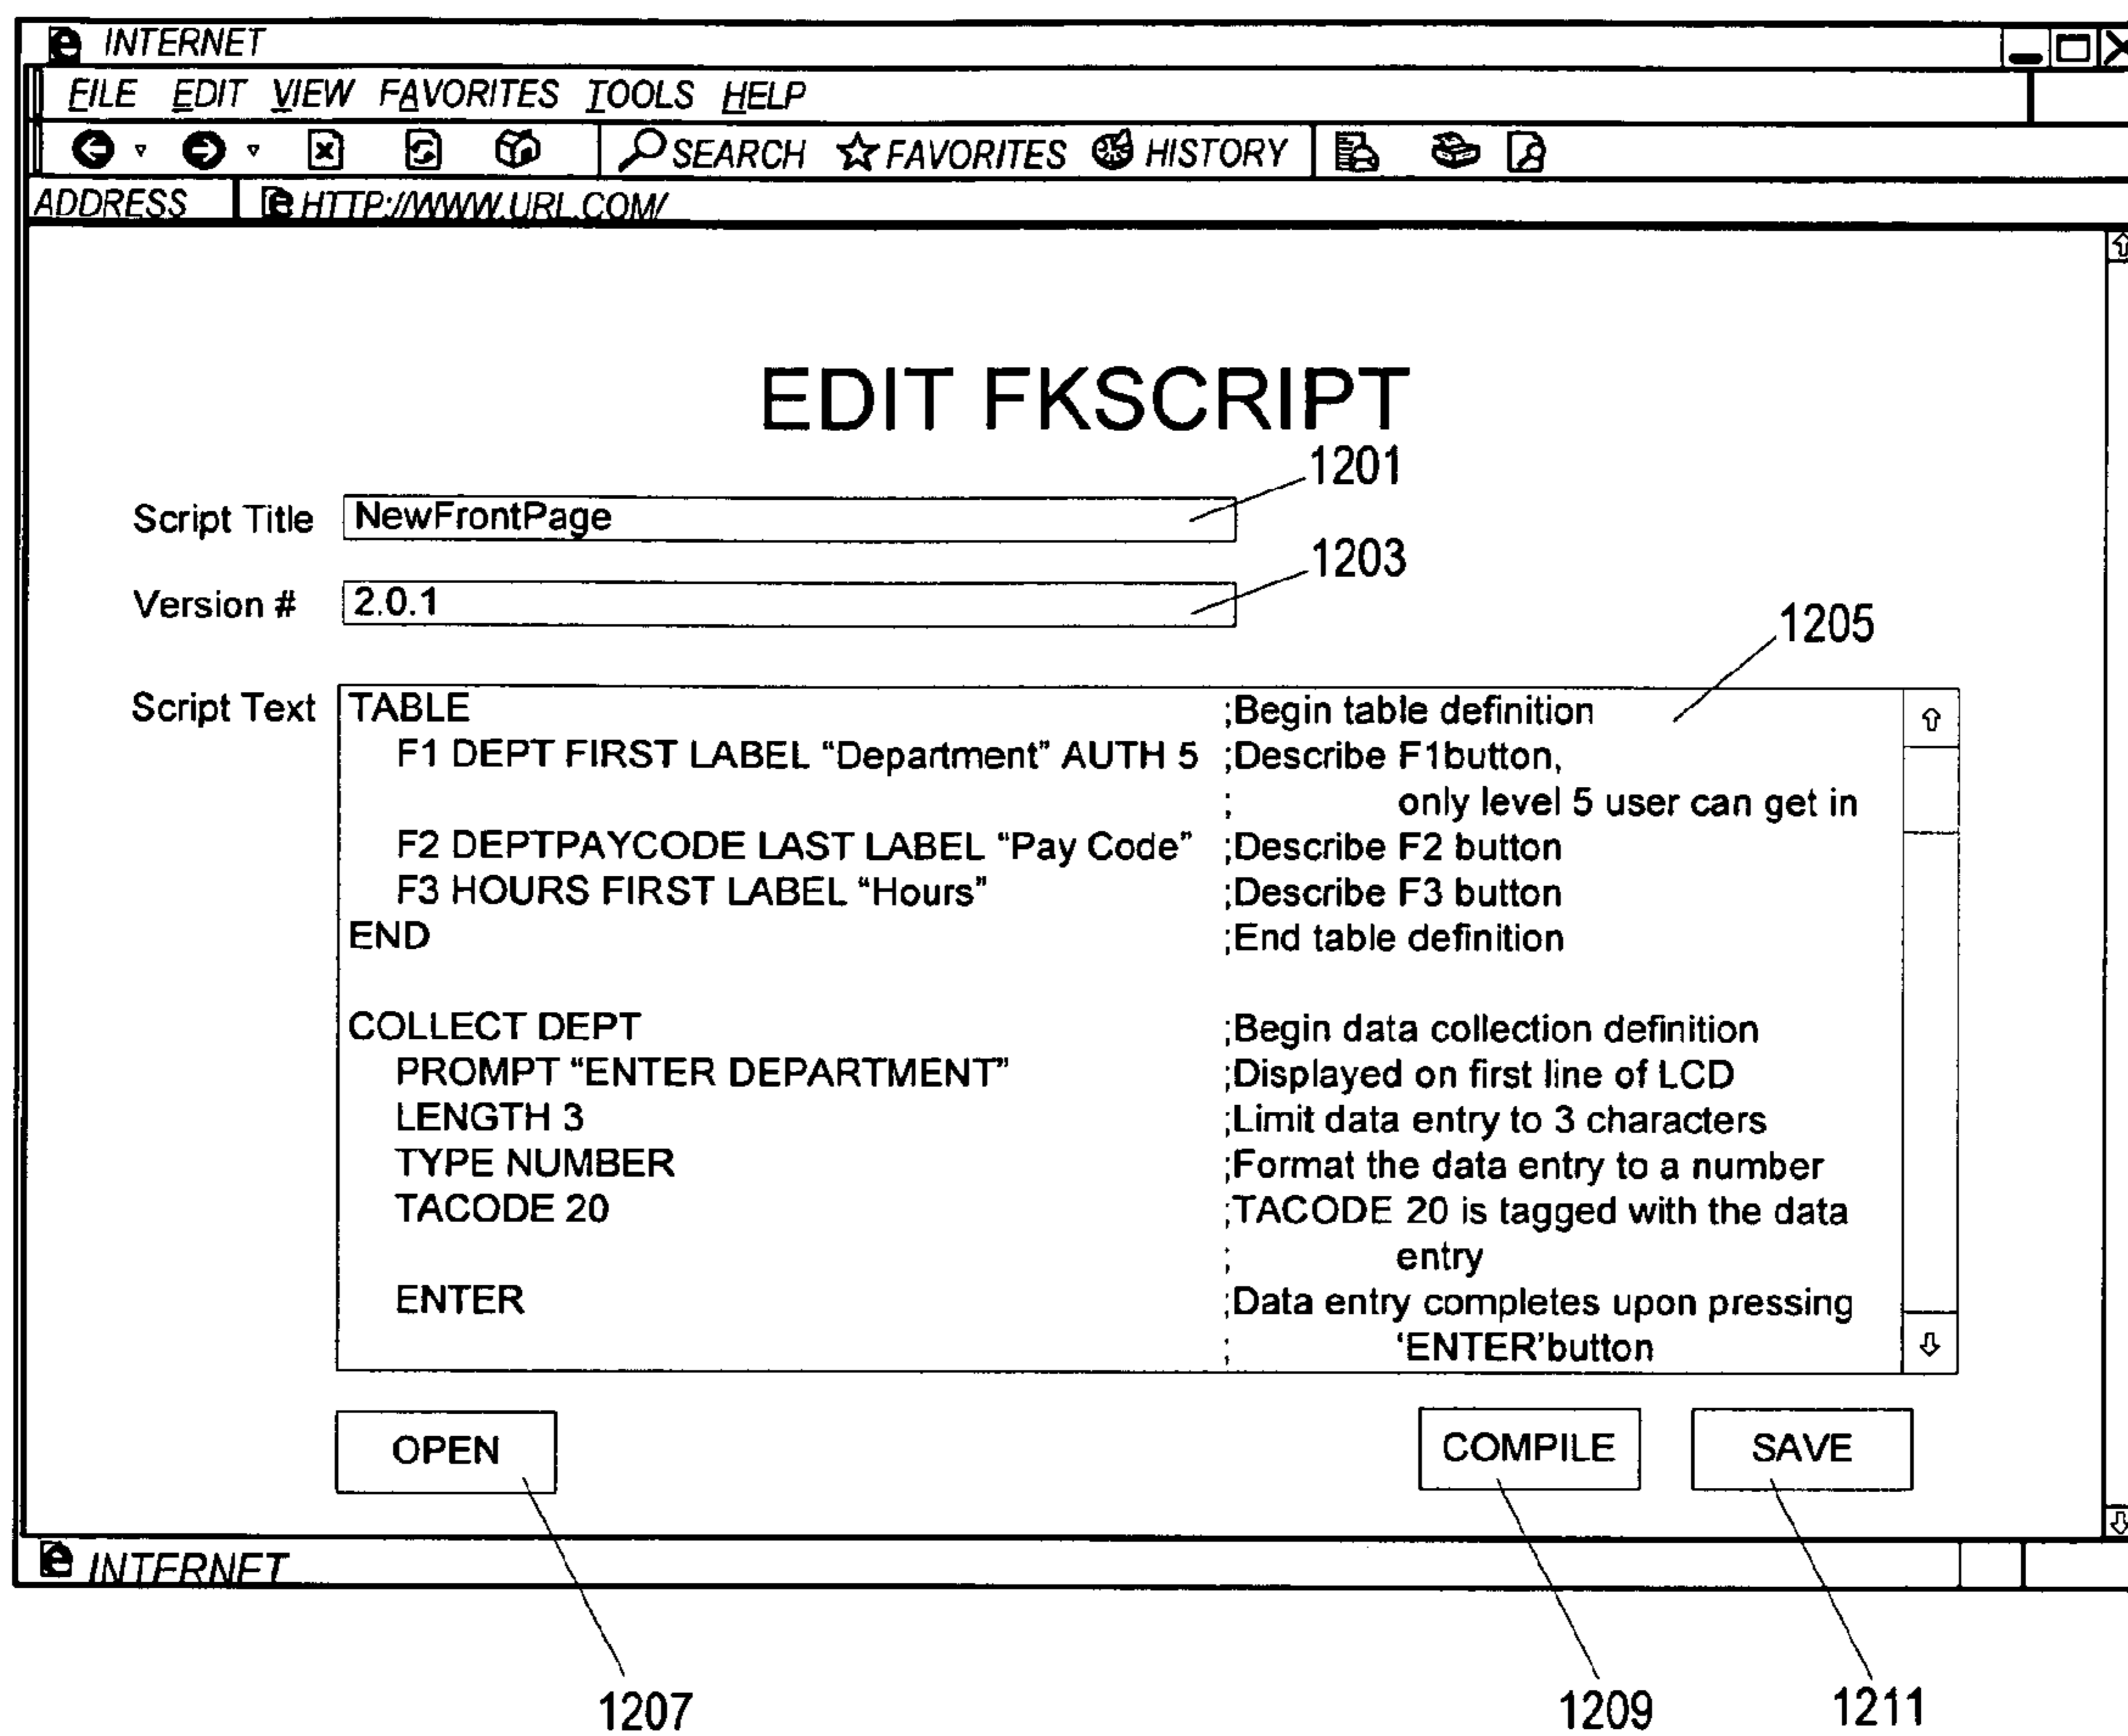 INTERNET
FILE EDIT VIEW FAVORITES TOOLS HELP
SEARCH FAVORITES HISTORY
ADDRESS HTTP://WWW.URL.COM/
EDIT FKSCRIPT
1201
Script Title NewFrontPage
1203
Version # 2.0.1
1205
Script Text TABLE ;Begin table definition
F1 DEPT FIRST LABEL “Department” AUTH 5 ;Describe F1button,
; only level 5 user can get in
F2 DEPTPAYCODE LAST LABEL “Pay Code” ;Describe F2 button
F3 HOURS FIRST LABEL “Hours” ;Describe F3 button
END ;End table definition
COLLECT DEPT ;Begin data collection definition
PROMPT “ENTER DEPARTMENT” ;Displayed on first line of LCD
LENGTH 3 ;Limit data entry to 3 characters
TYPE NUMBER ;Format the data entry to a number
TACODE 20 ;TACODE 20 is tagged with the data
; entry
ENTER ;Data entry completes upon pressing
; ‘ENTER’button
OPEN COMPILE SAVE
INTERNET
1207 1209 1211